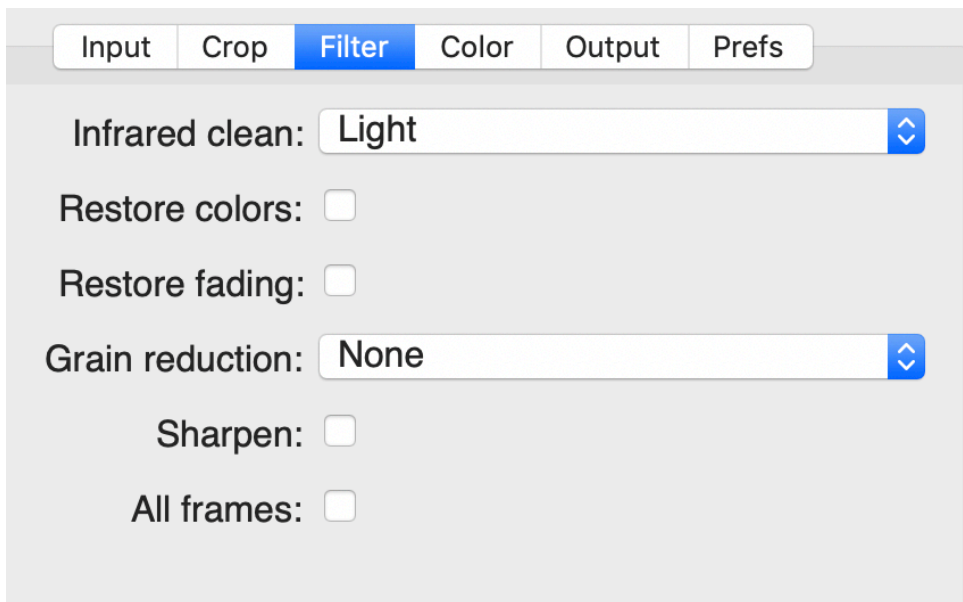 Input Crop Filter Color Output Prefs
Infrared clean: Light
Restore colors:
Restore fading:
Grain reduction: None
Sharpen:
All frames: